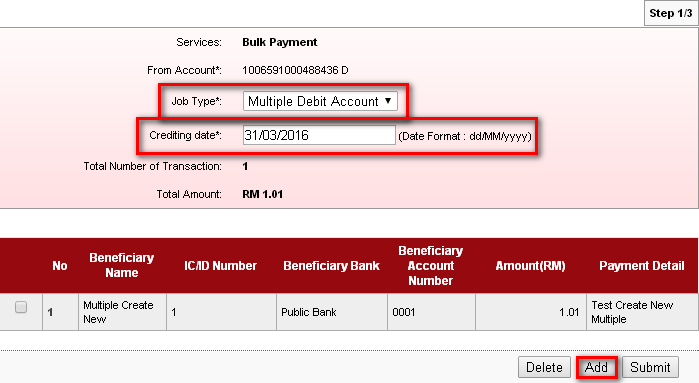 Step 1/3
Services: Bulk Payment
From Account*: 1006591000488436 D
Job Type*: Multiple Debit Account
Crediting date*: 31/03/2016 (Date Format : dd/MM/yyyy)
Total Number of Transaction: 1
Total Amount: RM 1.01
No Beneficiary Name IC/ID Number Beneficiary Bank Beneficiary Account Number Amount(RM) Payment Detail
1 Multiple Create New 1 Public Bank 0001 1.01 Test Create New Multiple
Delete Add Submit